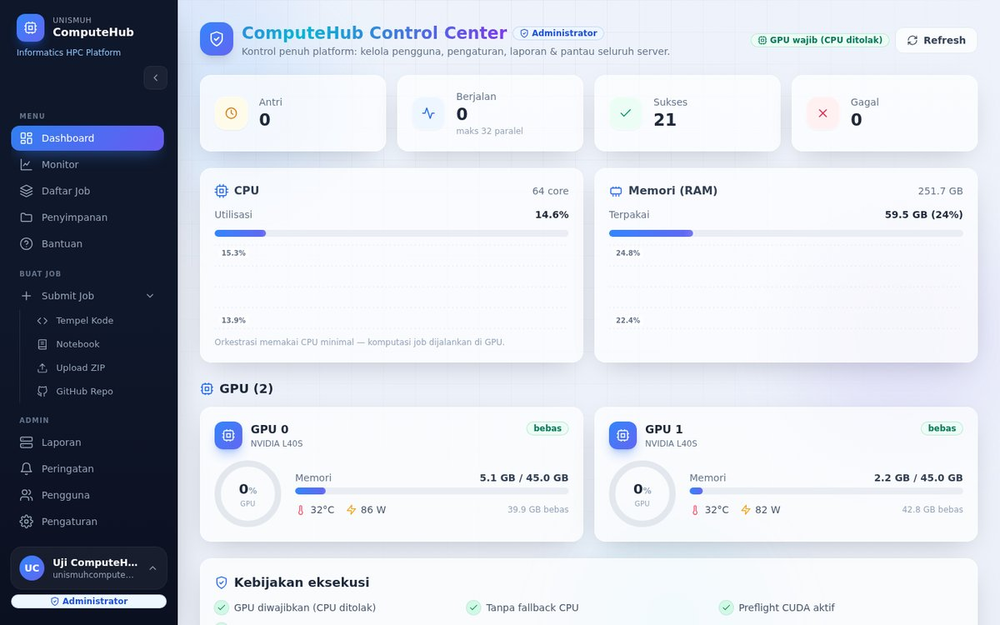 UNISMUH
ComputeHub
Informatics HPC Platform
MENU
Dashboard
Monitor
Daftar Job
Penyimpanan
Bantuan
BUAT JOB
Submit Job
Tempel Kode
Notebook
Upload ZIP
GitHub Repo
ADMIN
Laporan
Peringatan
Pengguna
Pengaturan
UC
Uji ComputeH...
unismuhcompute...
Administrator
ComputeHub Control Center
Administrator
Kontrol penuh platform: kelola pengguna, pengaturan, laporan & pantau seluruh server.
GPU wajib (CPU ditolak)
Refresh
Antri
0
Berjalan
0
maks 32 paralel
Sukses
21
Gagal
0
CPU
64 core
Utilisasi
14.6%
15.3%
13.9%
Orkestrasi memakai CPU minimal — komputasi job dijalankan di GPU.
Memori (RAM)
251.7 GB
Terpakai
59.5 GB (24%)
24.8%
22.4%
GPU (2)
GPU 0
NVIDIA L40S
bebas
0%
GPU
Memori
5.1 GB / 45.0 GB
32°C
86 W
39.9 GB bebas
GPU 1
NVIDIA L40S
bebas
0%
GPU
Memori
2.2 GB / 45.0 GB
32°C
82 W
42.8 GB bebas
Kebijakan eksekusi
GPU diwajibkan (CPU ditolak)
Tanpa fallback CPU
Preflight CUDA aktif